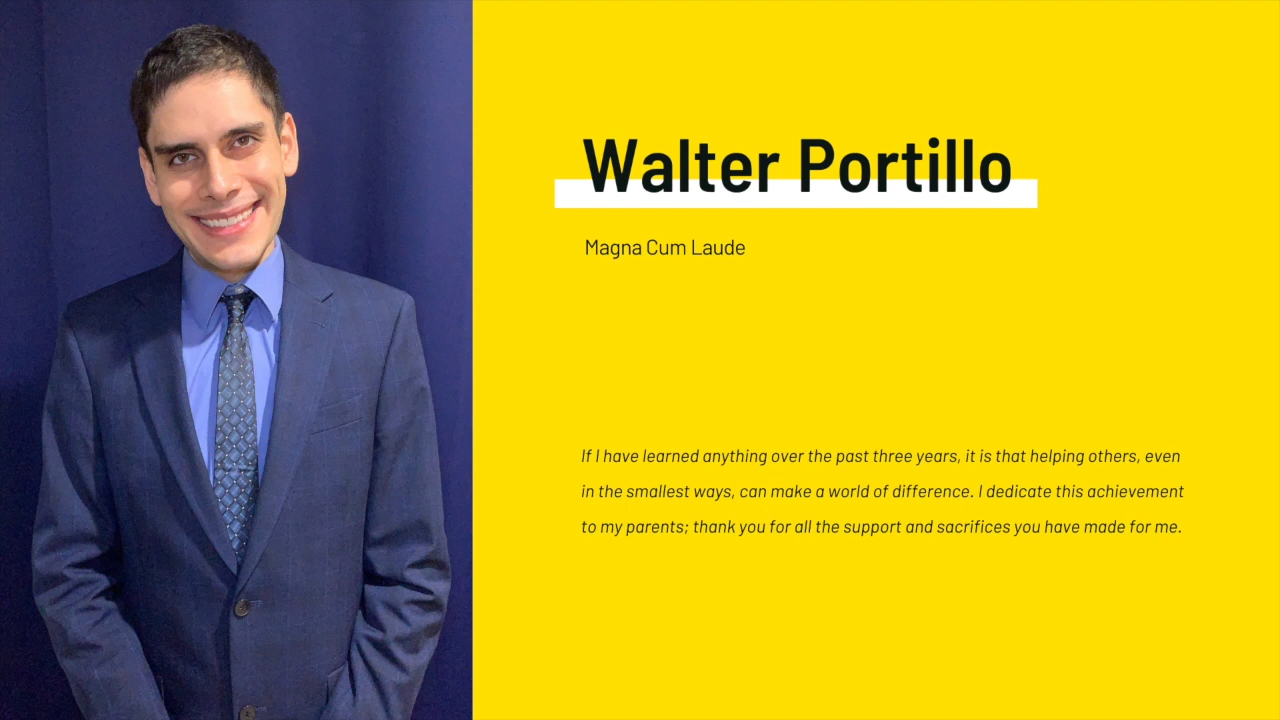 Walter Portillo
Magna Cum Laude
If I have learned anything over the past three years, it is that helping others, even
in the smallest ways, can make a world of difference. I dedicate this achievement
to my parents; thank you for all the support and sacrifices you have made for me.